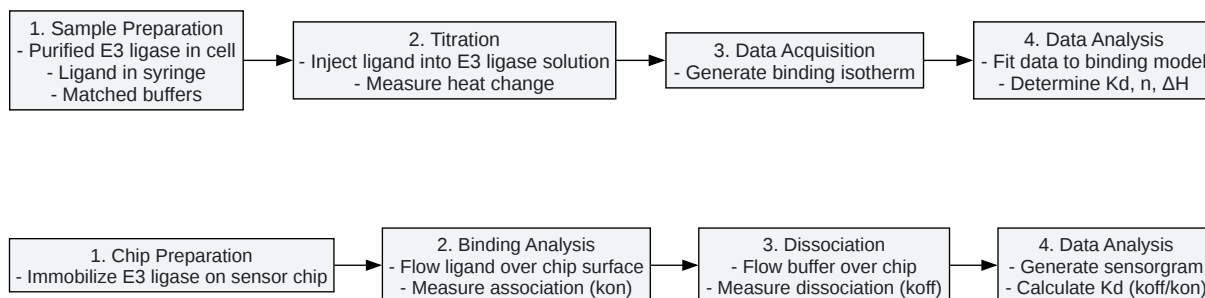 1. Sample Preparation
- Purified E3 ligase in cell
- Ligand in syringe
- Matched buffers
2. Titration
- Inject ligand into E3 ligase solution
- Measure heat change
3. Data Acquisition
- Generate binding isotherm
4. Data Analysis
- Fit data to binding model
- Determine Kd, n, ΔH
1. Chip Preparation
- Immobilize E3 ligase on sensor chip
2. Binding Analysis
- Flow ligand over chip surface
- Measure association (kon)
3. Dissociation
- Flow buffer over chip
- Measure dissociation (koff)
4. Data Analysis
- Generate sensorgram
- Calculate Kd (koff/kon)